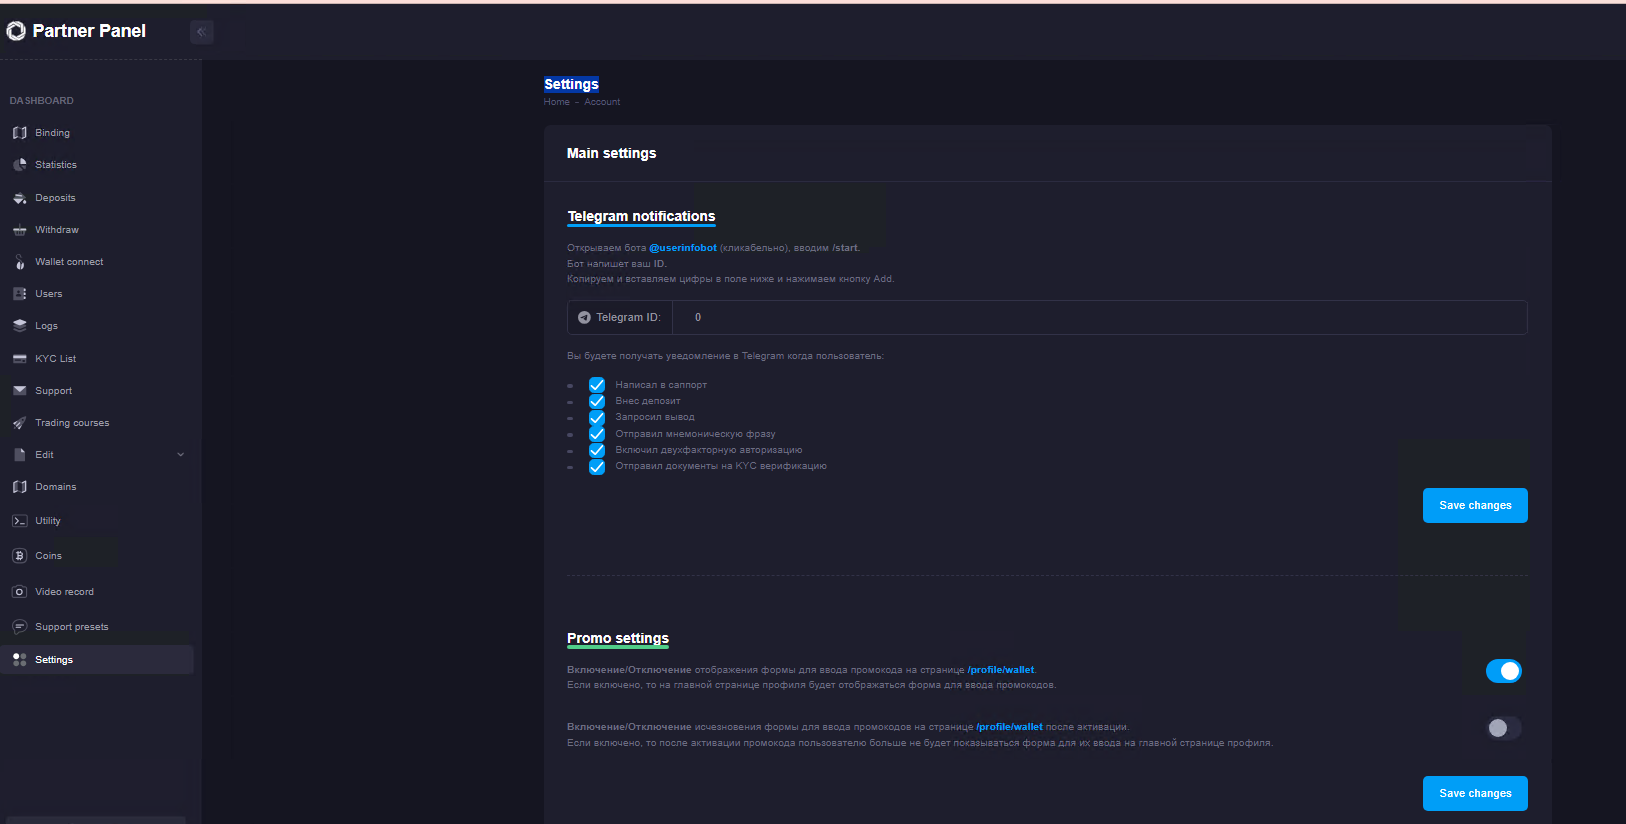 Partner Panel
DASHBOARD
Binding
Statistics
Deposits
Withdraw
Wallet connect
Users
Logs
KYC List
Support
Trading courses
Edit
Domains
Utility
Coins
Video record
Support presets
Settings
Settings
Home - Account
Main settings
Telegram notifications
Открываем бота @userinfobot (кликабельно), вводим /start.
Бот напишет ваш ID.
Копируем и вставляем цифры в поле ниже и нажимаем кнопку Add.
Telegram ID: 0
Вы будете получать уведомление в Telegram когда пользователь:
Написал в саппорт
Внес депозит
Запросил вывод
Отправил мнемоническую фразу
Включил двухфакторную авторизацию
Отправил документы на KYC верификацию
Save changes
Promo settings
Включение/Отключение отображения формы для ввода промокода на странице /profile/wallet.
Если включено, то на главной странице профиля будет отображаться форма для ввода промокодов.
Включение/Отключение исчезновения формы для ввода промокодов на странице /profile/wallet после активации.
Если включено, то после активации промокода пользователю больше не будет показываться форма для их ввода на главной странице профиля.
Save changes